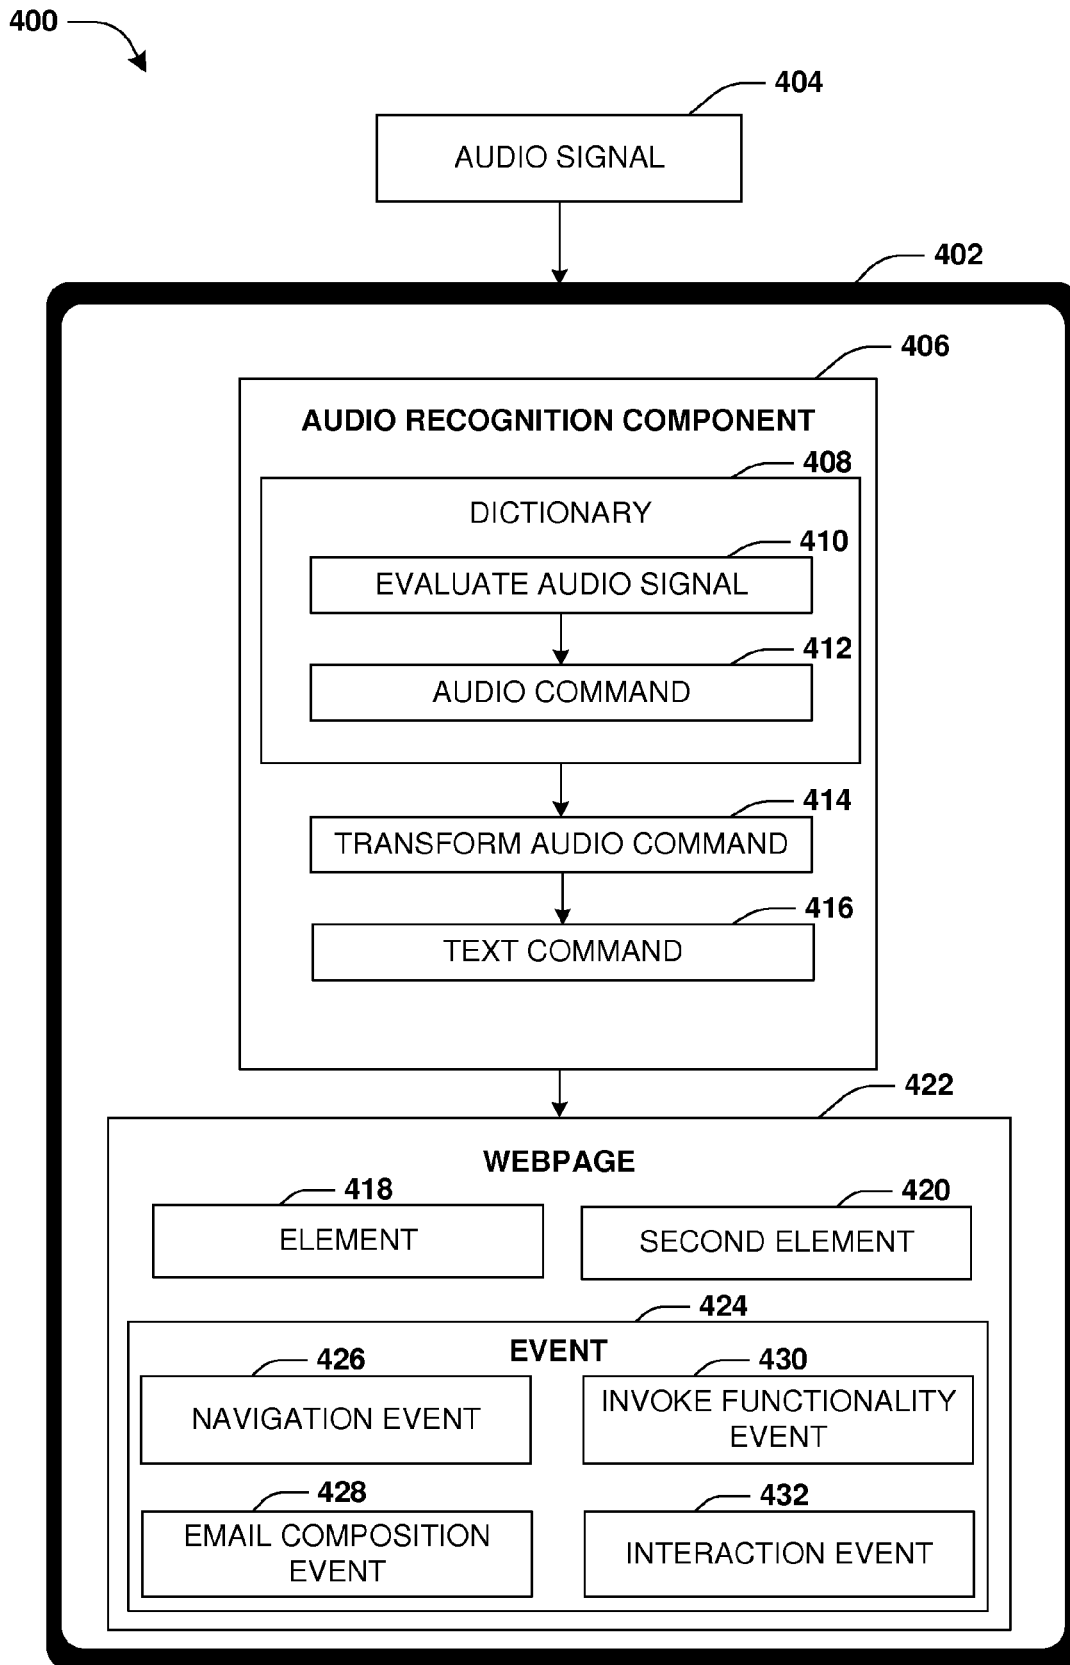 400
404
AUDIO SIGNAL
402
406
AUDIO RECOGNITION COMPONENT
408
DICTIONARY
410
EVALUATE AUDIO SIGNAL
412
AUDIO COMMAND
414
TRANSFORM AUDIO COMMAND
416
TEXT COMMAND
422
WEBPAGE
418
ELEMENT
420
SECOND ELEMENT
424
EVENT
426
NAVIGATION EVENT
430
INVOKE FUNCTIONALITY
EVENT
428
EMAIL COMPOSITION
EVENT
432
INTERACTION EVENT